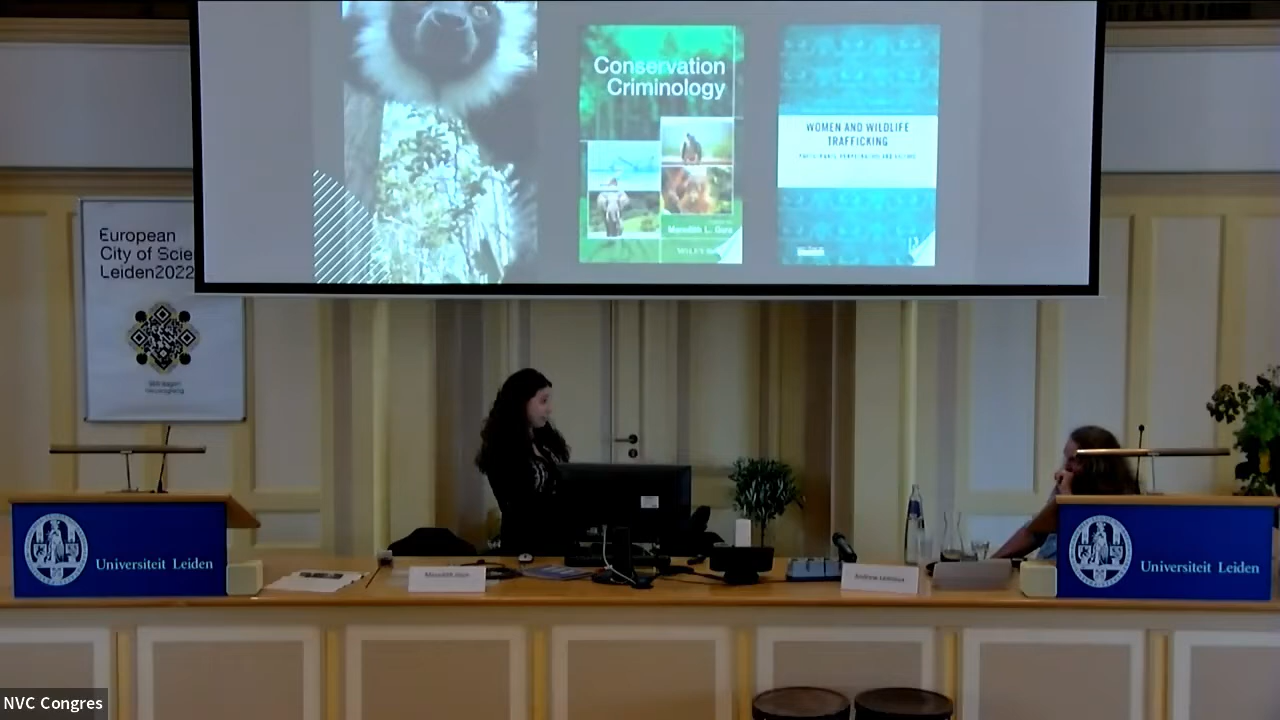 Conservation
Criminology
Meredith L. Gore
WOMEN AND WILDLIFE
TRAFFICKING
European
City of Scie
Leiden2022
Universiteit Leiden
Universiteit Leiden
NVC Congres